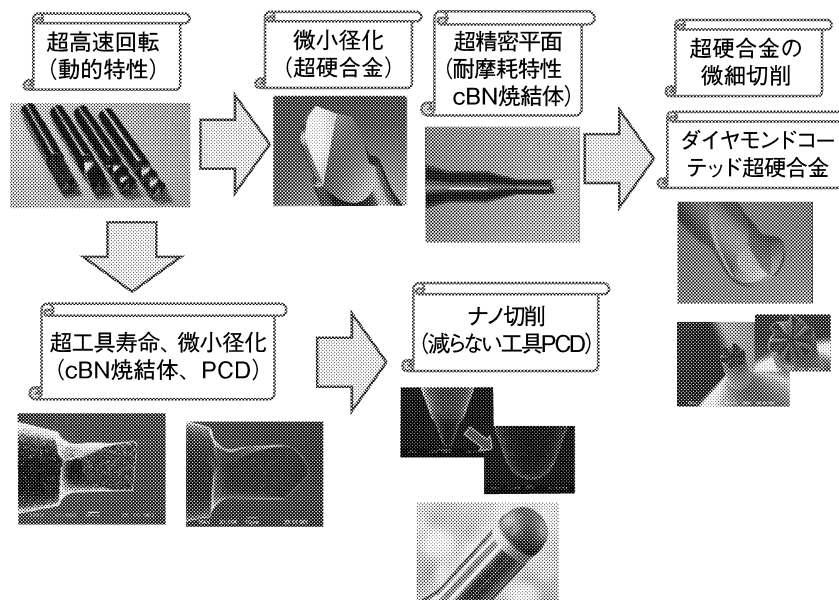 超高速回転
(動的特性)
微小径化
(超硬合金)
超精密平面
(耐摩耗特性
cBN焼結体)
超硬合金の
微細切削
ダイヤモンドコー
テッド超硬合金
超工具寿命、微小径化
(cBN焼結体、PCD)
ナノ切削
(減らない工具PCD)